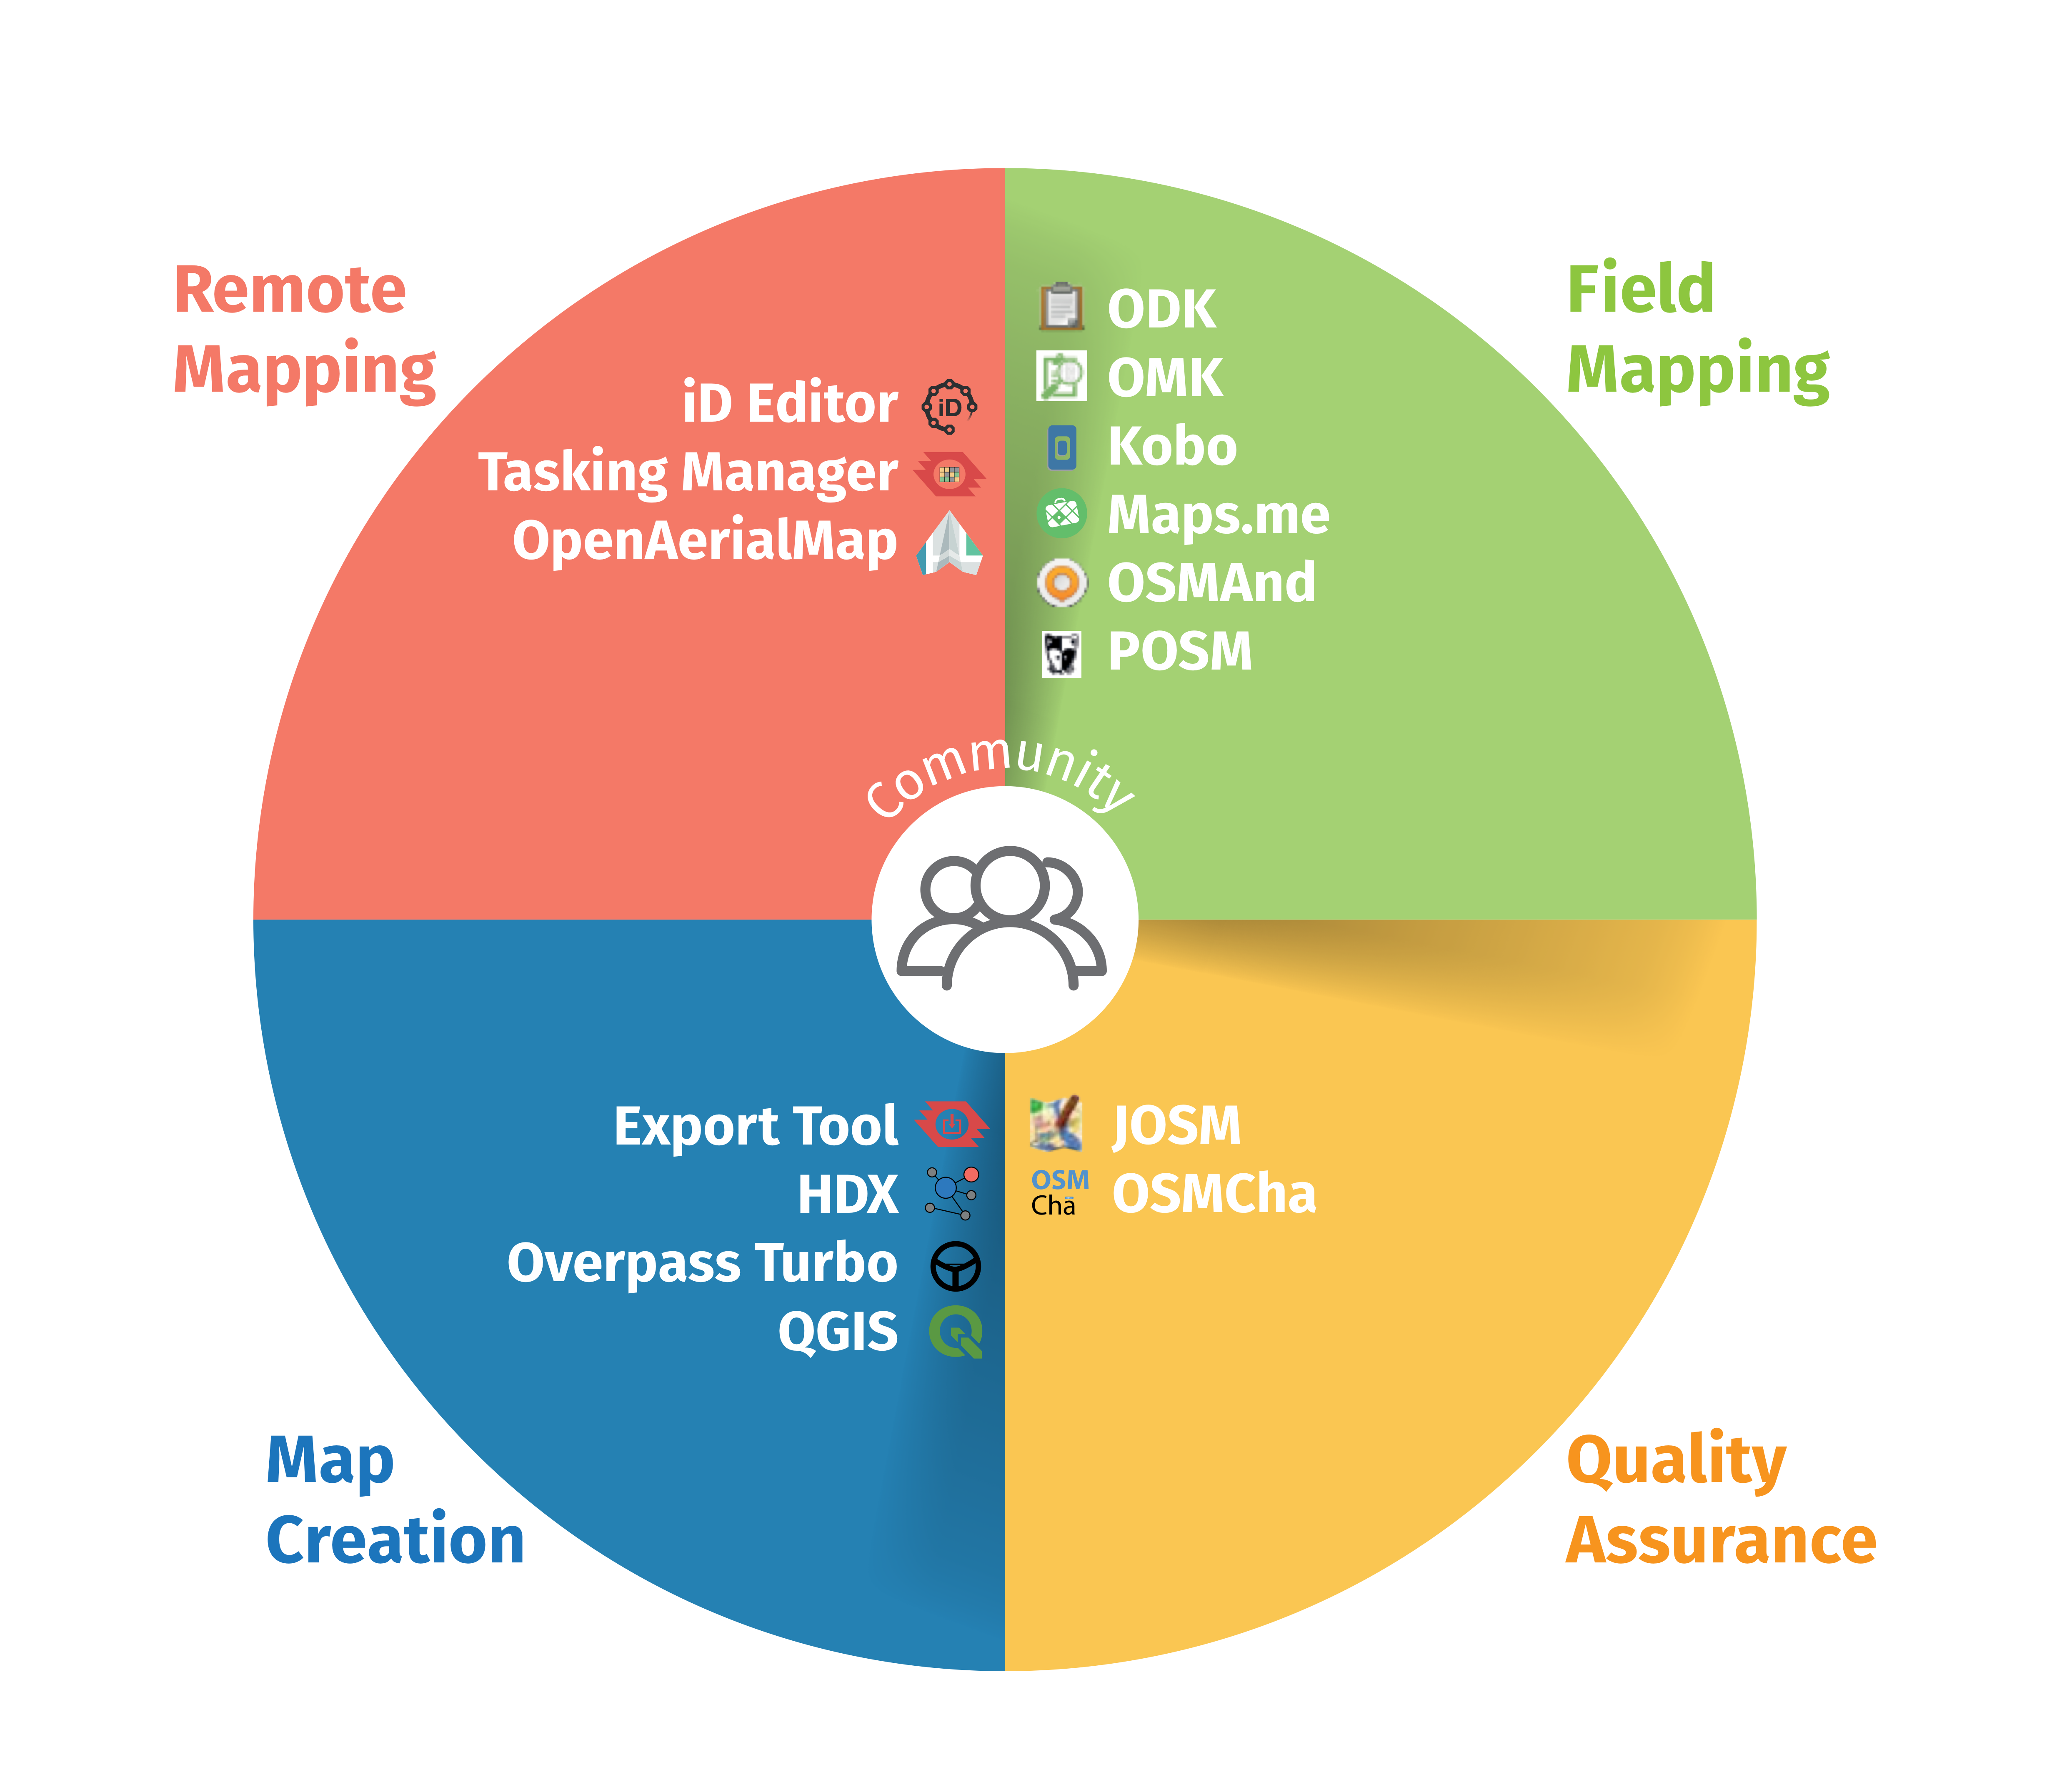 Remote
Mapping
iD Editor
iD
Tasking Manager
OpenAerialMap
Field
Mapping
ODK
OMK
Kobo
Maps.me
OSMAnd
POSM
Community
Export Tool
HDX
Overpass Turbo
QGIS
Map
Creation
JOSM
OSM
Chä
OSMCha
Quality
Assurance